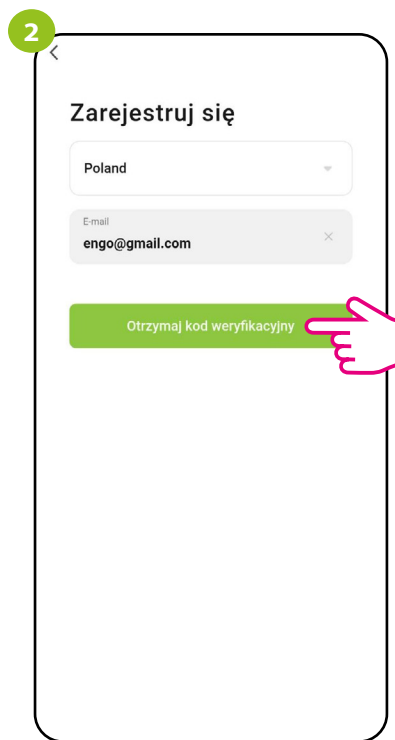 2
Zarejestruj się
Poland
E-mail
engo@gmail.com
Otrzymaj kod weryfikacyjny